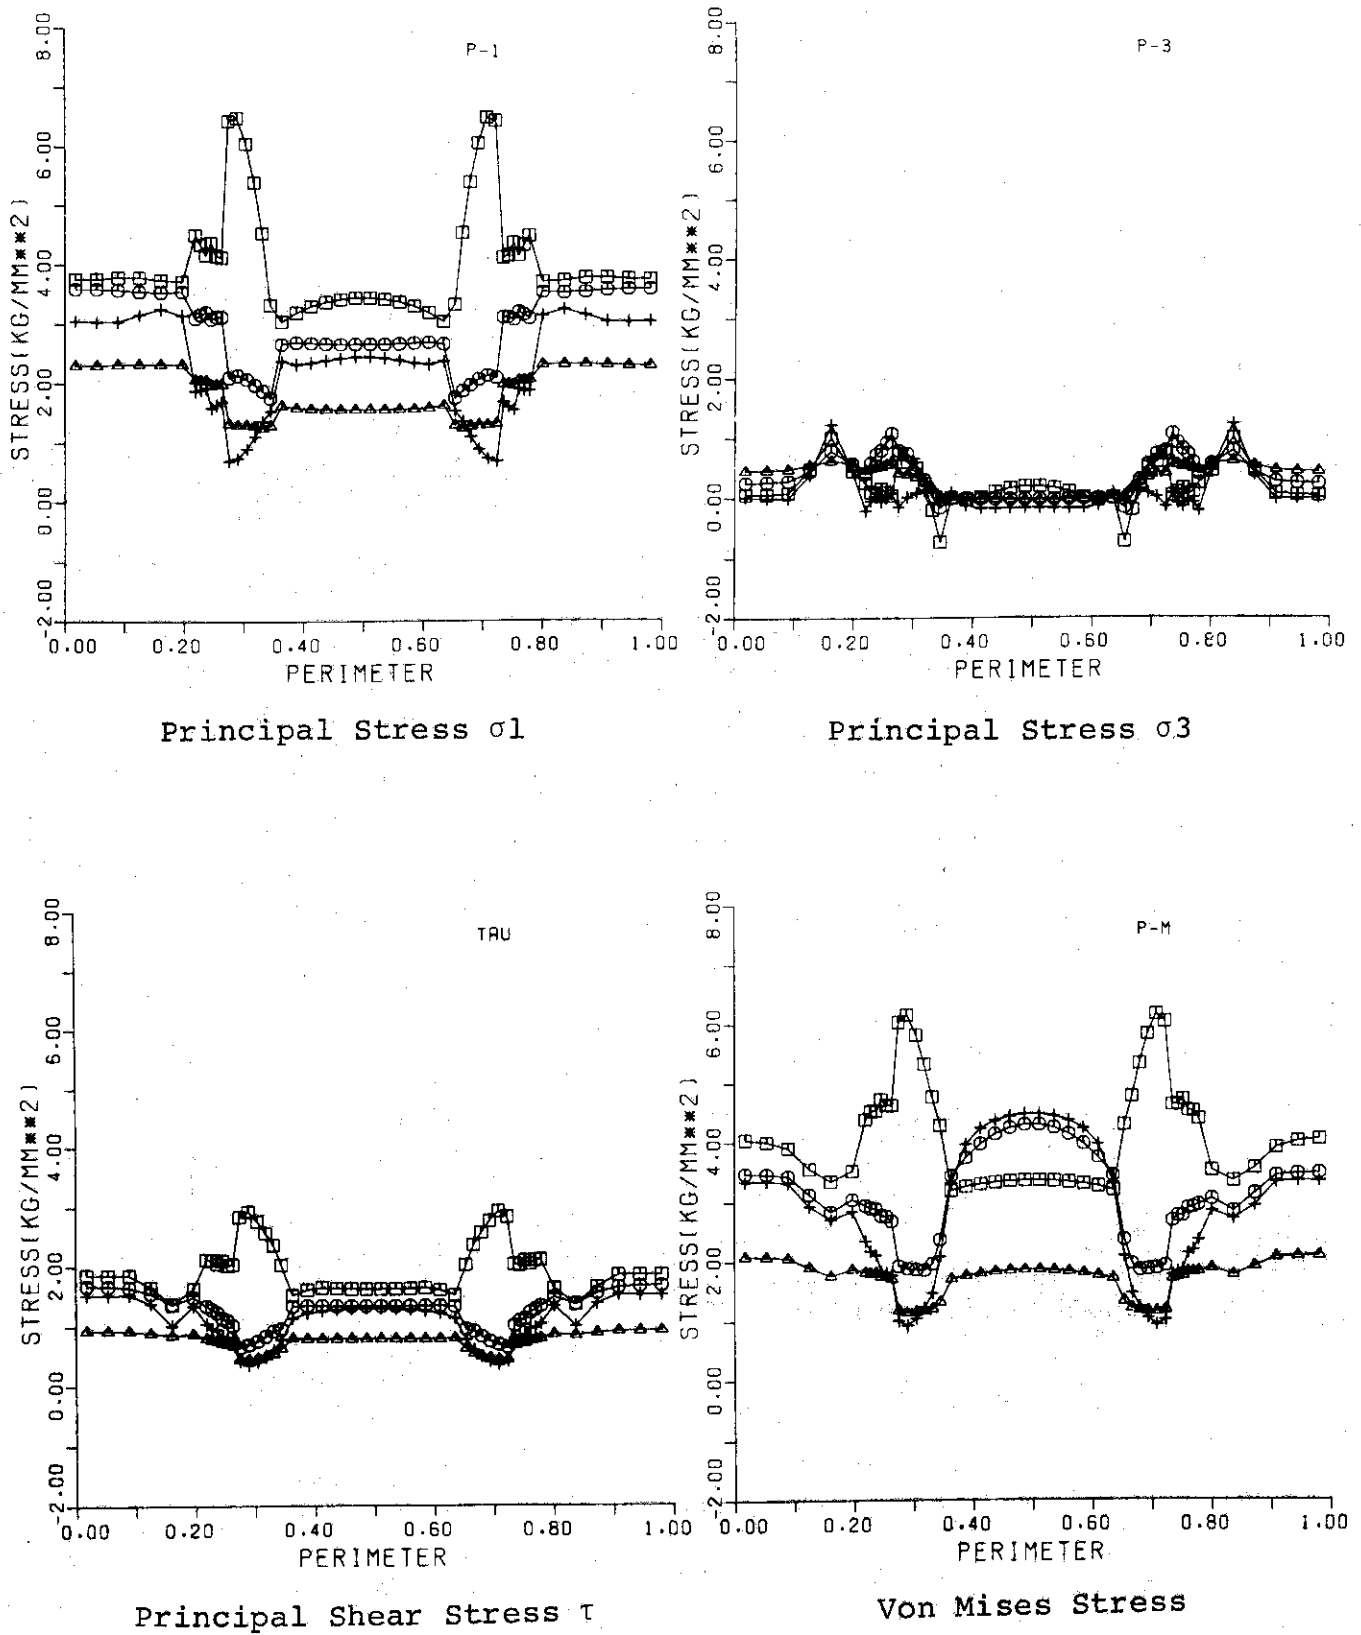 P-1
8.00
6.00
4.00
2.00
0.00
-2.00
STRESS(KG/MM**2)
0.00 0.20 0.40 0.60 0.80 1.00
PERIMETER
Principal Stress σ1
P-3
8.00
6.00
4.00
2.00
0.00
-2.00
STRESS(KG/MM**2)
0.00 0.20 0.40 0.60 0.80 1.00
PERIMETER
Principal Stress σ3
TAU
8.00
6.00
4.00
2.00
0.00
-2.00
STRESS(KG/MM**2)
0.00 0.20 0.40 0.60 0.80 1.00
PERIMETER
Principal Shear Stress τ
P-M
8.00
6.00
4.00
2.00
0.00
-2.00
STRESS(KG/MM**2)
0.00 0.20 0.40 0.60 0.80 1.00
PERIMETER
Von Mises Stress